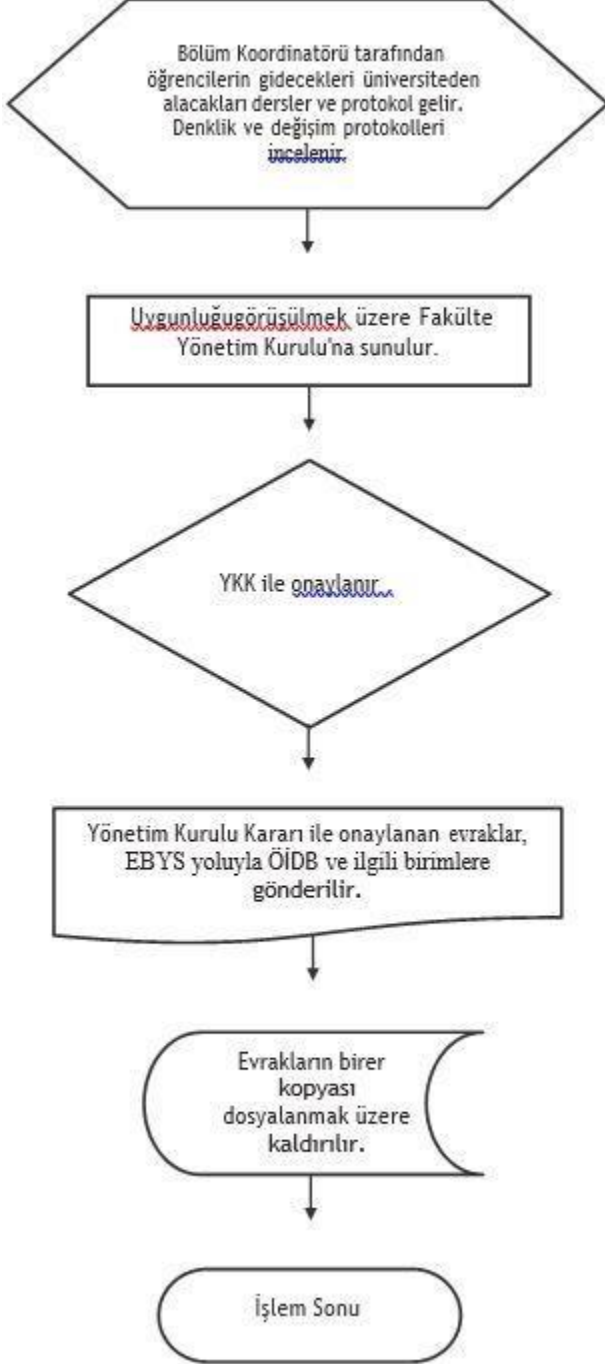 Bölüm Koordinatörü tarafından
öğrencilerin gidecekleri üniversiteden
alacakları dersler ve protokol gelir.
Denklik ve değişim protokolleri
incelenir.
Uygunluğugörüşülmek üzere Fakülte
Yönetim Kurulu'na sunulur.
YKK ile onaylanır.
Yönetim Kurulu Kararı ile onaylanan evraklar,
EBYS yoluyla ÖİDB ve ilgili birimlere
gönderilir.
Evrakların birer
kopyası
dosyalanmak üzere
kaldırılır.
İşlem Sonu